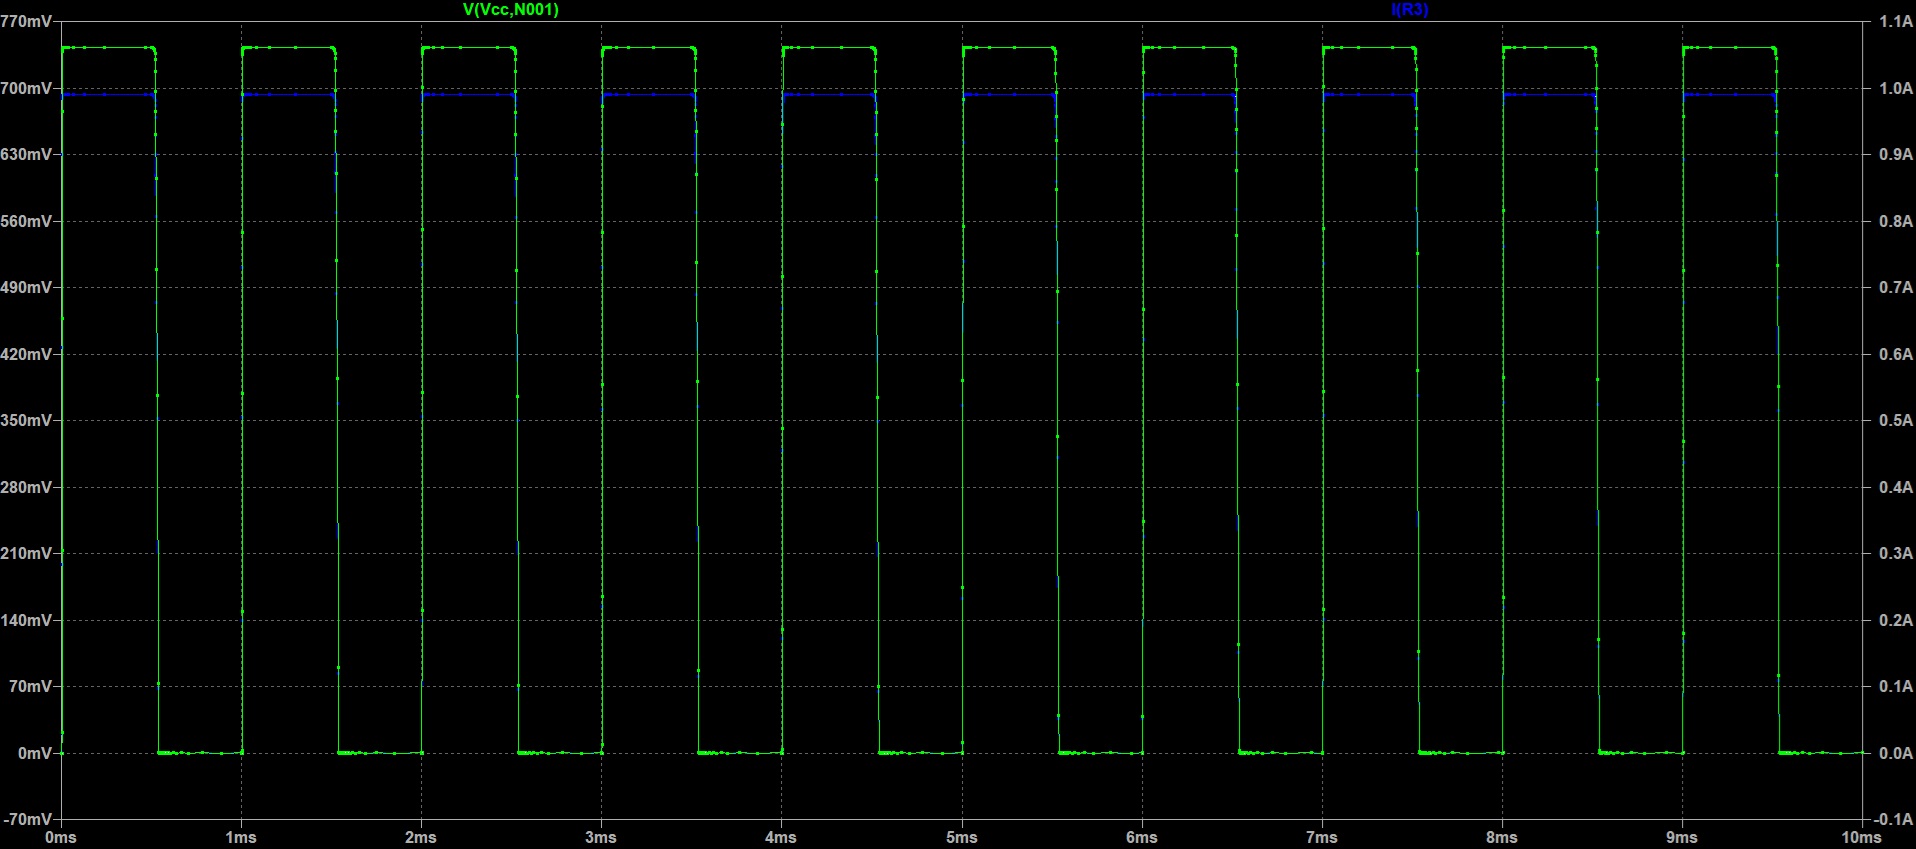 V(Vcc,N001) I(R3)
770mV 1.1A
700mV 1.0A
630mV 0.9A
560mV 0.8A
490mV 0.7A
420mV 0.6A
350mV 0.5A
280mV 0.4A
210mV 0.3A
140mV 0.2A
70mV 0.1A
0mV 0.0A
-70mV -0.1A
0ms 1ms 2ms 3ms 4ms 5ms 6ms 7ms 8ms 9ms 10ms